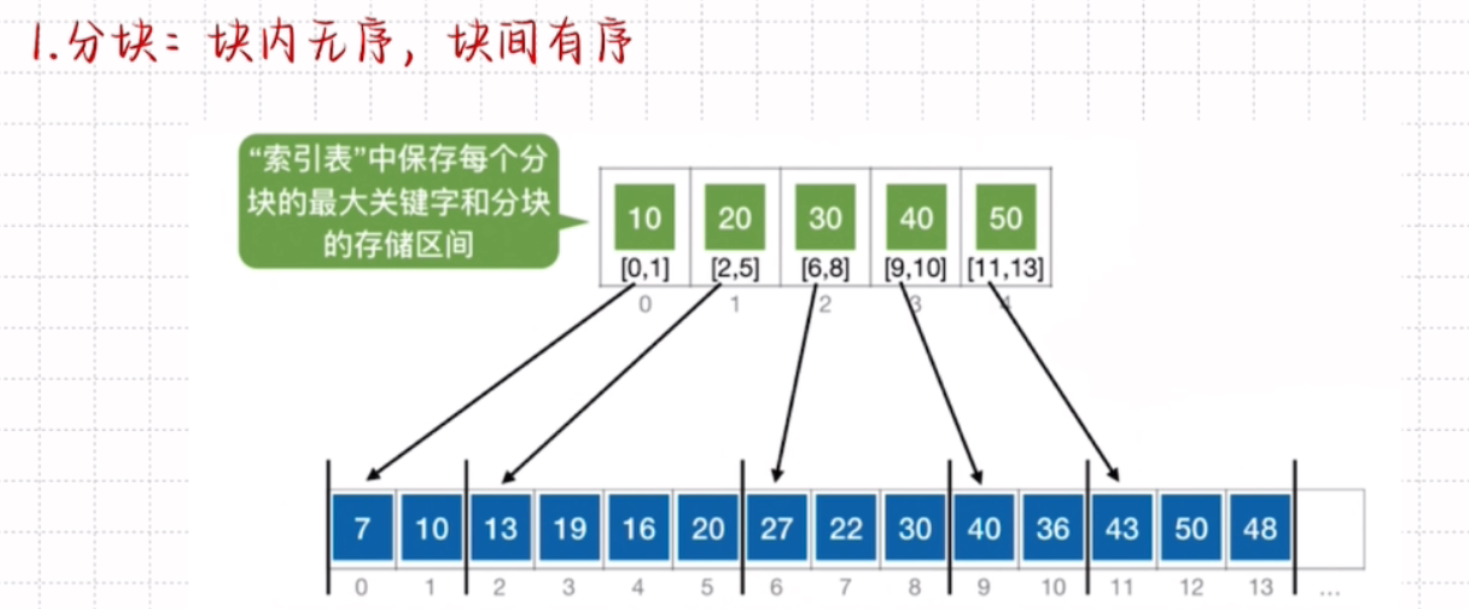 1.分块：块内无序，块间有序
“索引表”中保存每个分
块的最大关键字和分块
的存储区间
10 20 30 40 50
[0,1] [2,5] [6,8] [9,10] [11,13]
0 1 2 3 4
7 10 13 19 16 20 27 22 30 40 36 43 50 48
0 1 2 3 4 5 6 7 8 9 10 11 12 13 ...